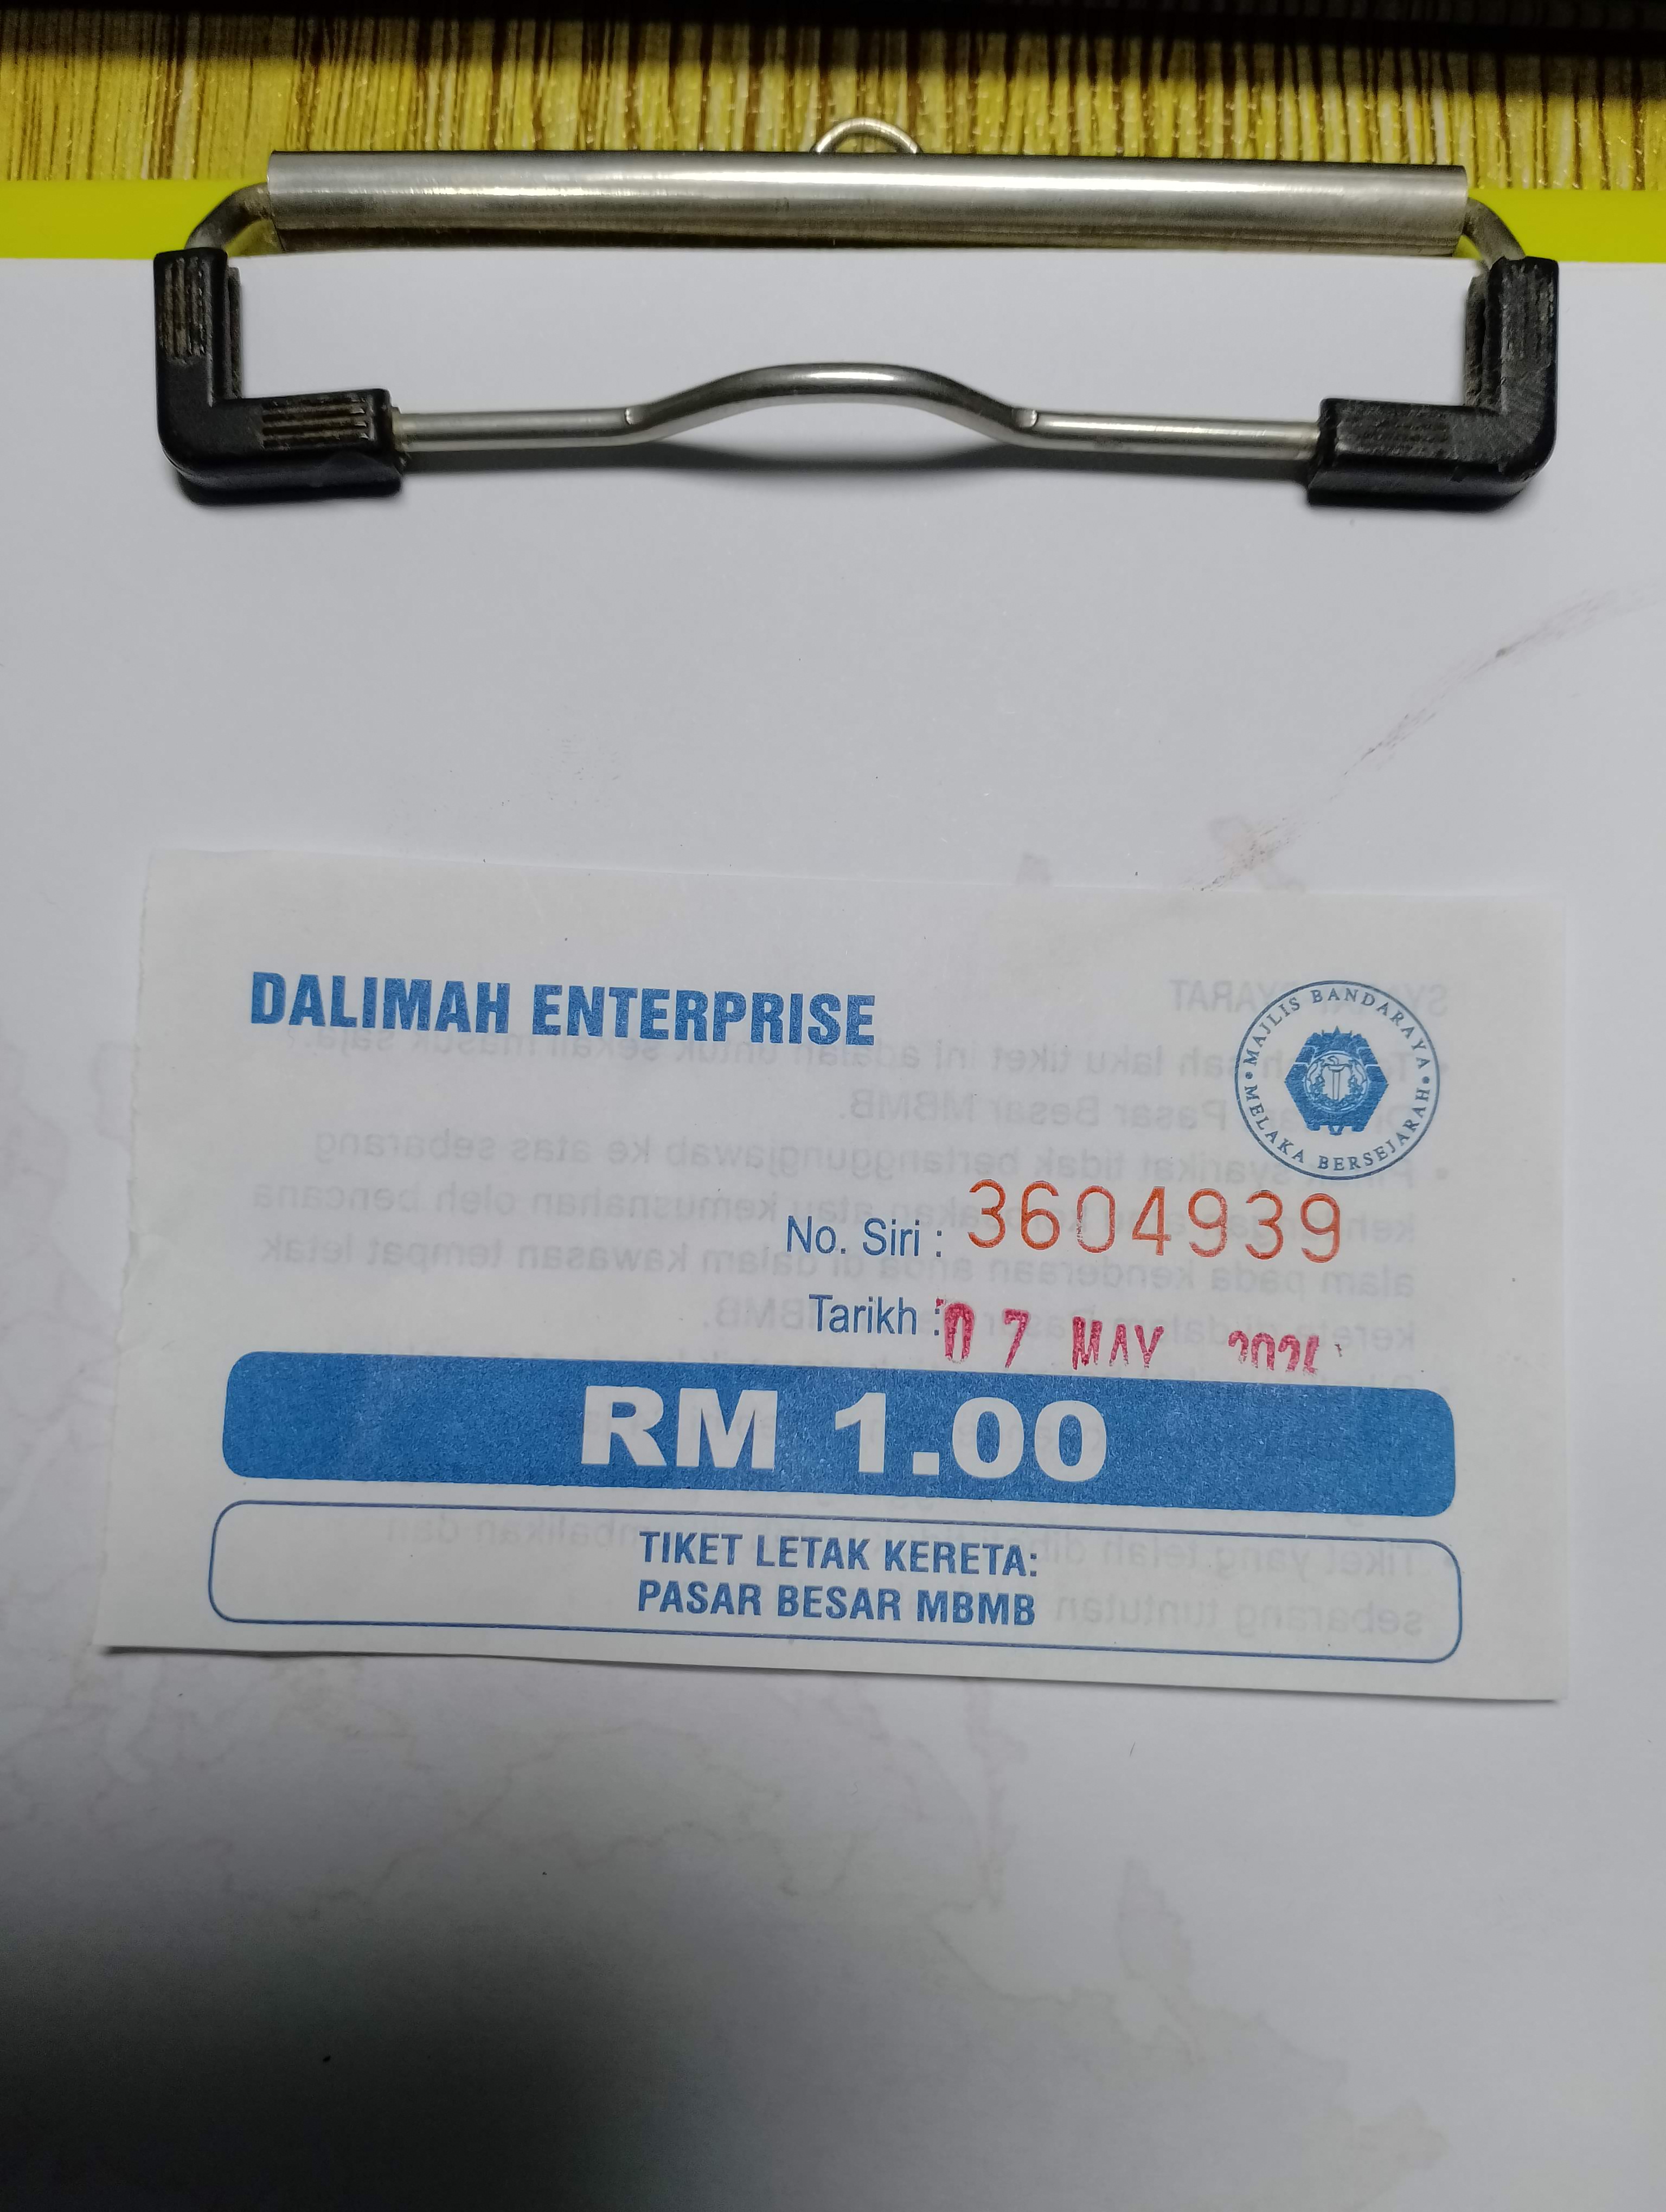 DALIMAH ENTERPRISE
MAJLIS BANDARAYA
MELAKA BERSEJARAH
No. Siri : 3604939
Tarikh : 07 MAY
RM 1.00
TIKET LETAK KERETA:
PASAR BESAR MBMB